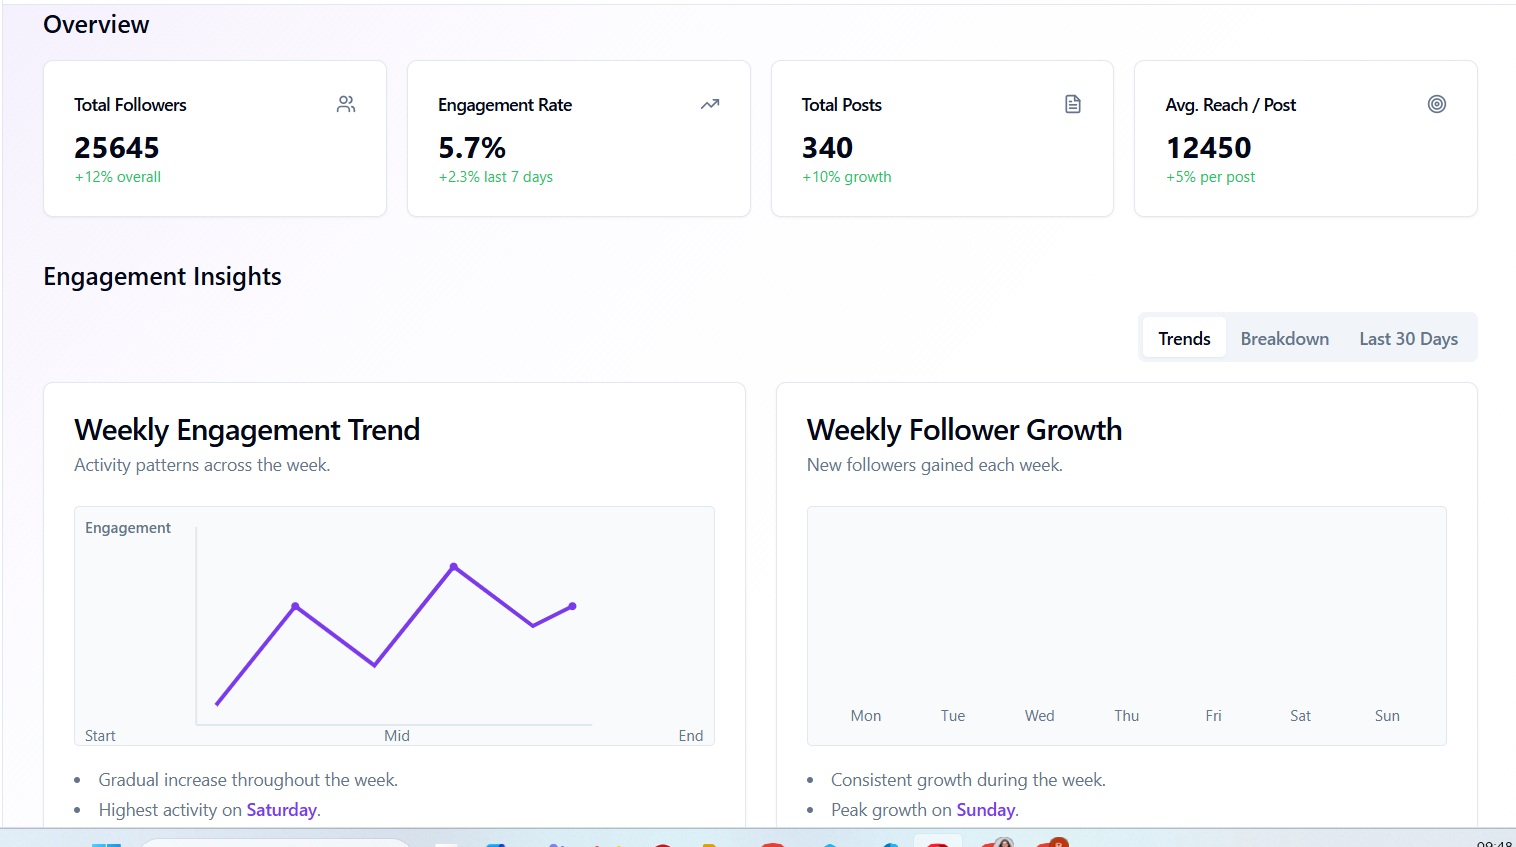 Overview
Total Followers
25645
+12% overall
Engagement Rate
5.7%
+2.3% last 7 days
Total Posts
340
+10% growth
Avg. Reach / Post
12450
+5% per post
Engagement Insights
Trends Breakdown Last 30 Days
Weekly Engagement Trend
Activity patterns across the week.
Engagement
Start Mid End
• Gradual increase throughout the week.
• Highest activity on Saturday.
Weekly Follower Growth
New followers gained each week.
Mon Tue Wed Thu Fri Sat Sun
• Consistent growth during the week.
• Peak growth on Sunday.